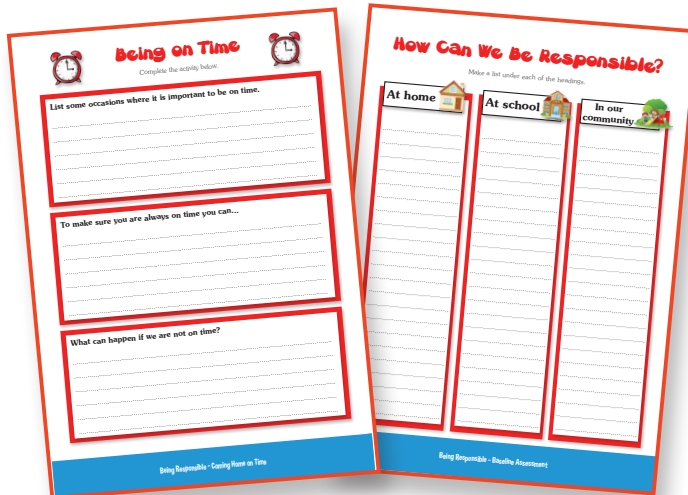 Being on Time
Complete the activity below.
List some occasions where it is important to be on time.
To make sure you are always on time you can...
What can happen if we are not on time?
Being Responsible - Coming Home on Time
How Can We Be Responsible?
Make a list under each of the headings.
At home
At school
In our
community
Being Responsible - Baseline Assessment